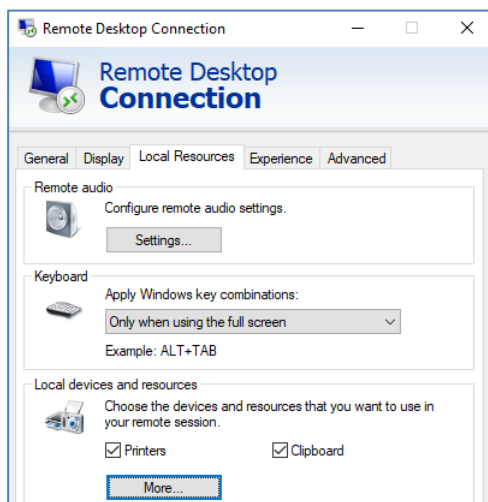 Remote Desktop Connection
Remote Desktop
Connection
General Display Local Resources Experience Advanced
Remote audio
Configure remote audio settings.
Settings...
Keyboard
Apply Windows key combinations:
Only when using the full screen
Example: ALT+TAB
Local devices and resources
Choose the devices and resources that you want to use in
your remote session.
Printers Clipboard
More...